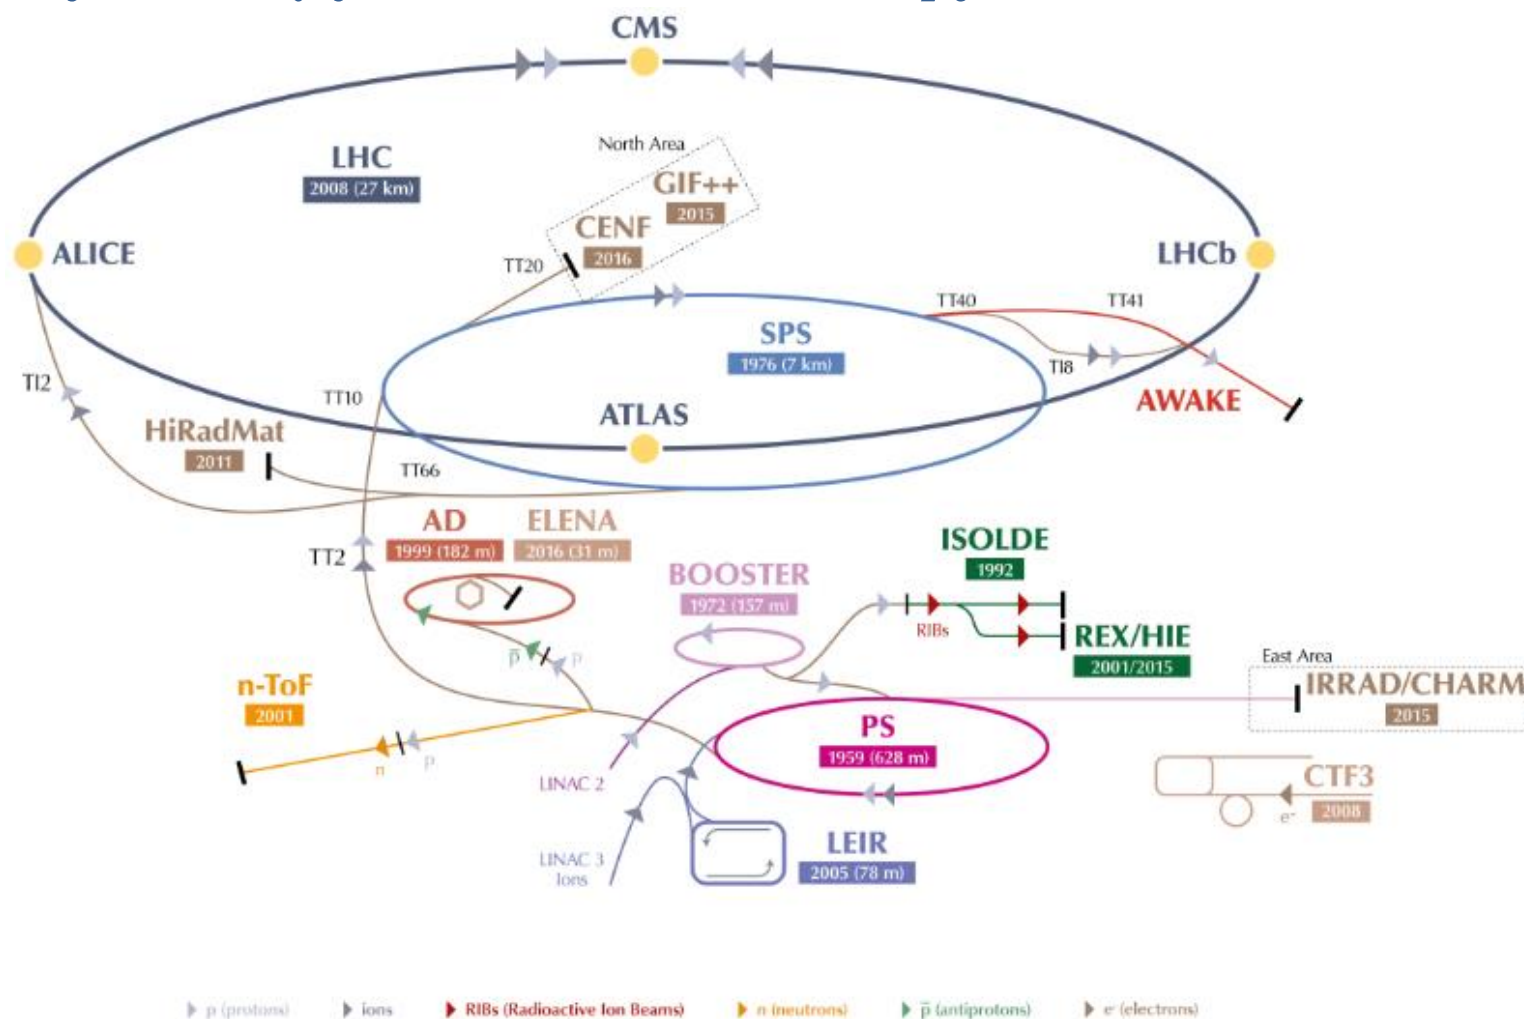 CMS
North Area
LHC
2008 (27 km)
GIF++
2015
CENF
2016
ALICE
LHCb
TT20
TT40
TT41
SPS
1976 (7 km)
TI8
TI2
TT10
AWAKE
ATLAS
HiRadMat
2011
TT66
AD
1999 (182 m)
ELENA
2016 (31 m)
ISOLDE
1992
TT2
BOOSTER
1972 (157 m)
RIBs
REX/HIE
2001/2015
East Area
p̅
p
n-ToF
2001
IRRAD/CHARM
2015
PS
1959 (628 m)
n
p
LINAC 2
CTF3
2008
e-
LEIR
2005 (78 m)
LINAC 3
Ions
p (protons)
ions
RIBs (Radioactive Ion Beams)
n (neutrons)
p̅ (antiprotons)
e- (electrons)